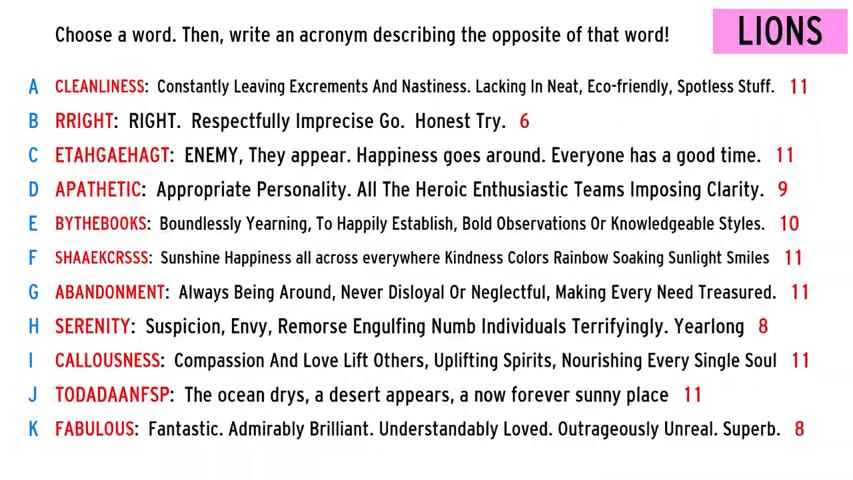 Choose a word. Then, write an acronym describing the opposite of that word!
LIONS
A CLEANLINESS: Constantly Leaving Excrements And Nastiness. Lacking In Neat, Eco-friendly, Spotless Stuff. 11
B RRIGHT: RIGHT. Respectfully Imprecise Go. Honest Try. 6
C ETAHGAEHAGT: ENEMY, They appear. Happiness goes around. Everyone has a good time. 11
D APATHETIC: Appropriate Personality. All The Heroic Enthusiastic Teams Imposing Clarity. 9
E BYTHEBOOKS: Boundlessly Yearning, To Happily Establish, Bold Observations Or Knowledgeable Styles. 10
F SHAAEKCRSSS: Sunshine Happiness all across everywhere Kindness Colors Rainbow Soaking Sunlight Smiles 11
G ABANDONMENT: Always Being Around, Never Disloyal Or Neglectful, Making Every Need Treasured. 11
H SERENITY: Suspicion, Envy, Remorse Engulfing Numb Individuals Terrifyingly. Yearlong 8
I CALLOUSNESS: Compassion And Love Lift Others, Uplifting Spirits, Nourishing Every Single Soul 11
J TODADAANFSP: The ocean drys, a desert appears, a now forever sunny place 11
K FABULOUS: Fantastic. Admirably Brilliant. Understandably Loved. Outrageously Unreal. Superb. 8